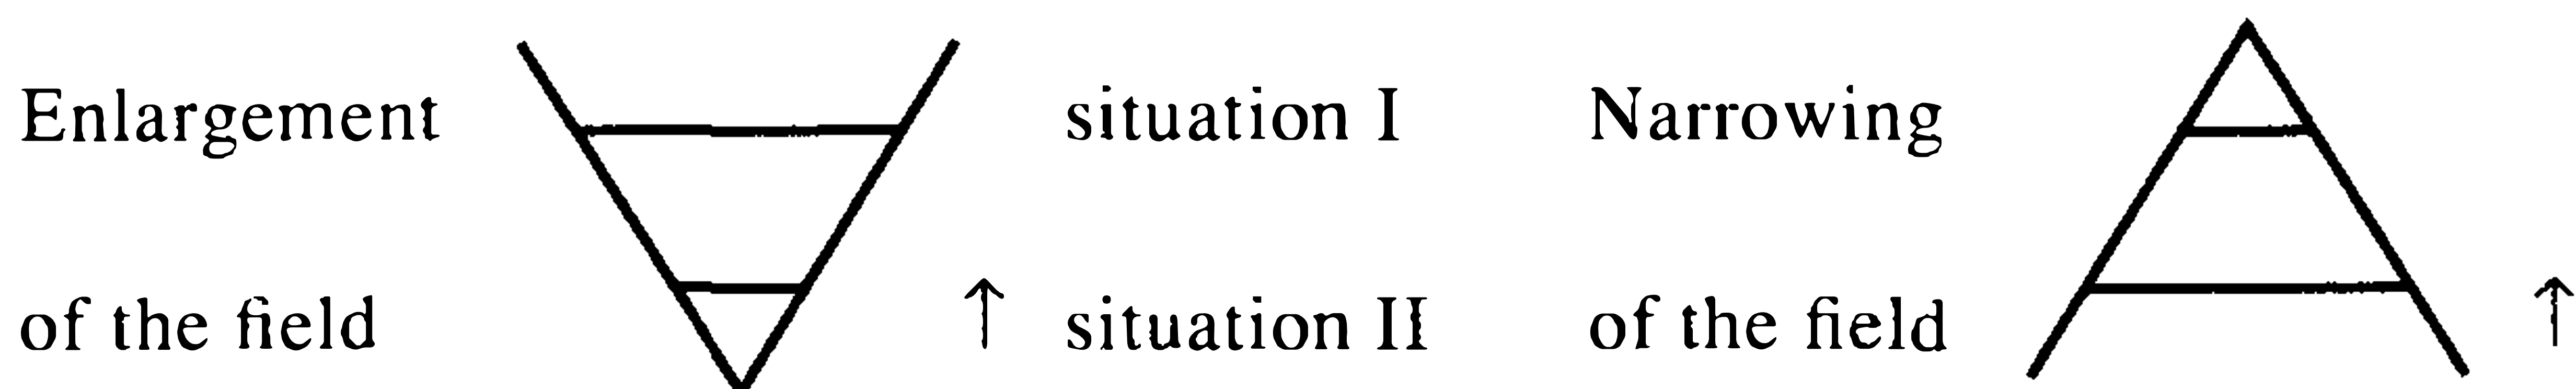 Enlargement situation I Narrowing
of the field ↑ situation II of the field ↑